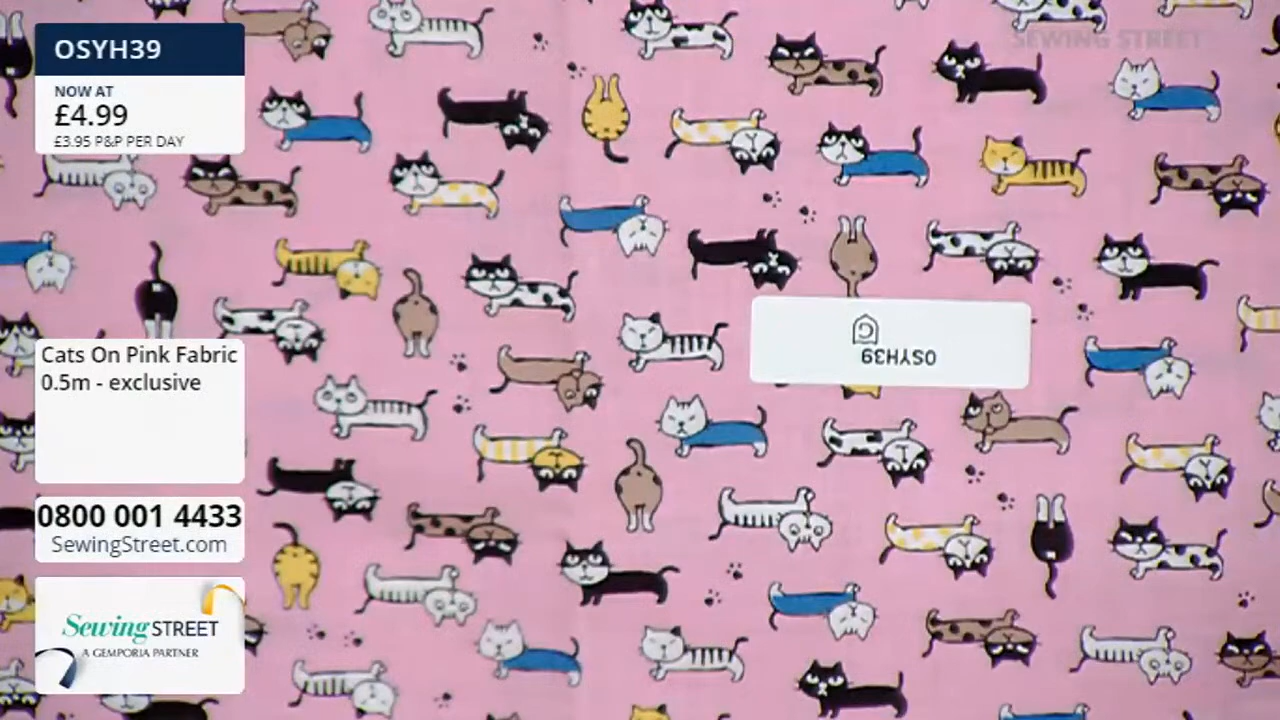 OSYH39
NOW AT
£4.99
£3.95 P&P PER DAY
SEWING STREET
OSYH39
Cats On Pink Fabric
0.5m - exclusive
0800 001 4433
SewingStreet.com
Sewing STREET
A GEMPORIA PARTNER